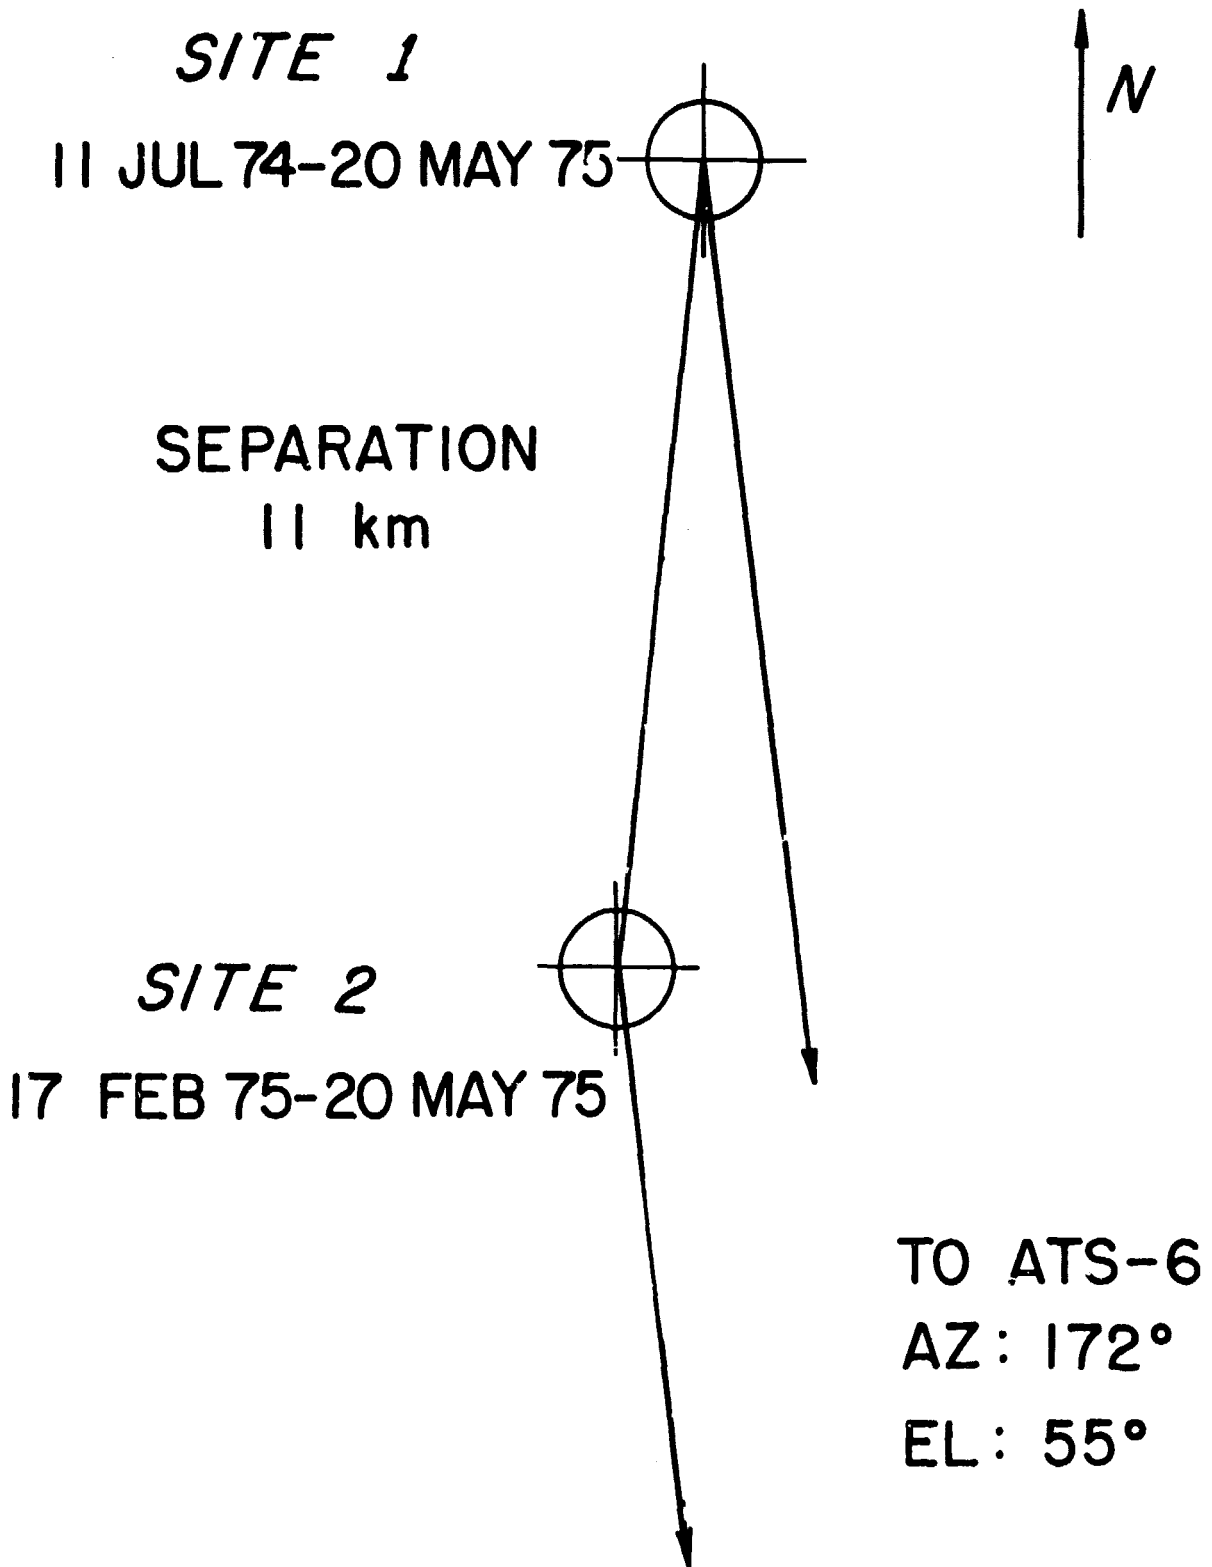 SITE 1
N
11 JUL 74-20 MAY 75
SEPARATION
11 km
SITE 2
17 FEB 75-20 MAY 75
TO ATS-6
AZ: 172°
EL: 55°